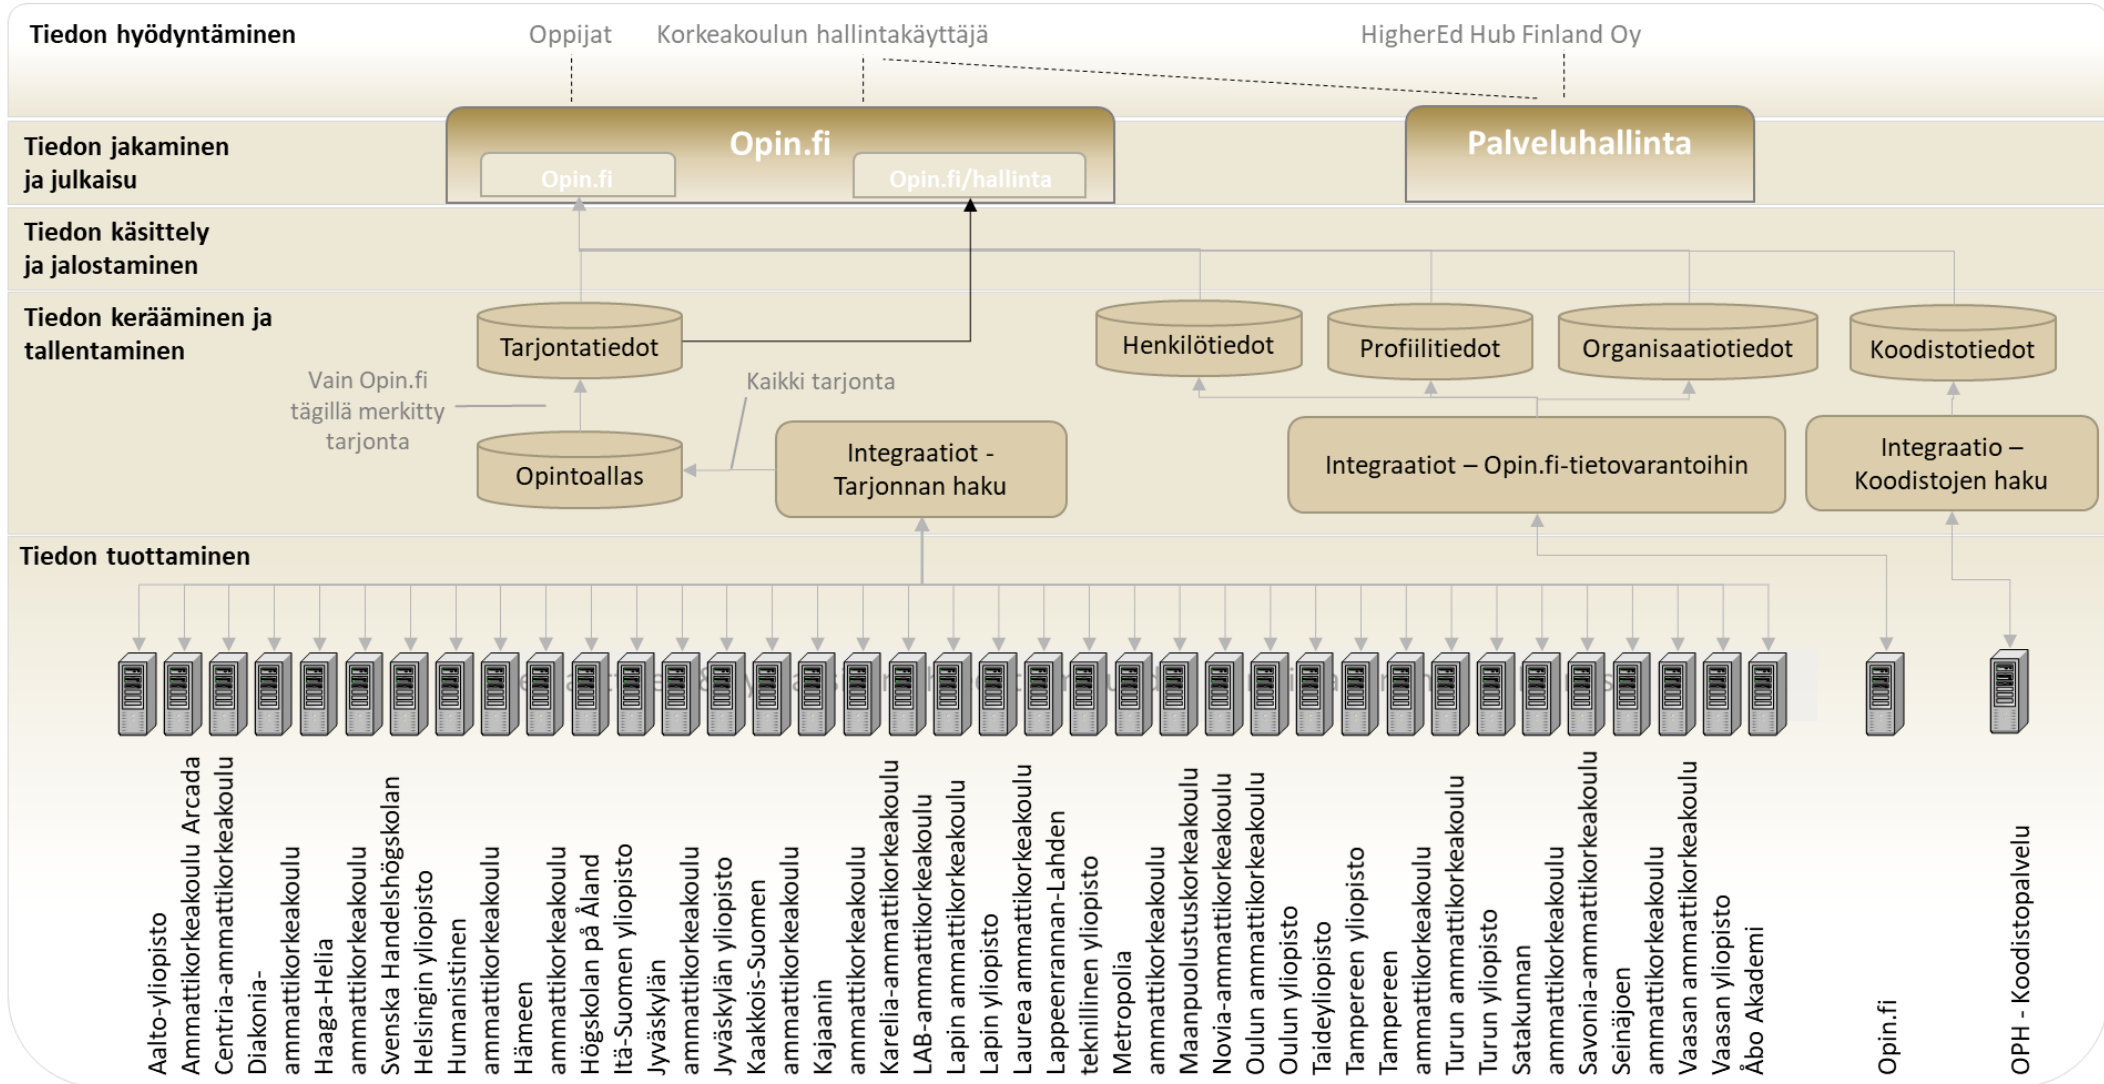 Tiedon hyödyntäminen
Oppijat
Korkeakoulun hallintakäyttäjä
HigherEd Hub Finland Oy
Tiedon jakaminen
ja julkaisu
Opin.fi
Opin.fi
Opin.fi/hallinta
Palveluhallinta
Tiedon käsittely
ja jalostaminen
Tiedon kerääminen ja
tallentaminen
Tarjontatiedot
Henkilötiedot
Profiilitiedot
Organisaatiotiedot
Koodistotiedot
Vain Opin.fi
tägillä merkitty
tarjonta
Kaikki tarjonta
Opintoallas
Integraatiot -
Tarjonnan haku
Integraatiot – Opin.fi-tietovarantoihin
Integraatio –
Koodistojen haku
Tiedon tuottaminen
Aalto-yliopisto
Ammattikorkeakoulu Arcada
Centria-ammattikorkeakoulu
Diakonia-
ammattikorkeakoulu
Haaga-Helia
ammattikorkeakoulu
Svenska Handelshögskolan
Helsingin yliopisto
Humanistinen
ammattikorkeakoulu
Hämeen
ammattikorkeakoulu
Högskolan på Åland
Itä-Suomen yliopisto
Jyväskylän
ammattikorkeakoulu
Jyväskylän yliopisto
Kaakkois-Suomen
ammattikorkeakoulu
Kajaanin
ammattikorkeakoulu
Karelia-ammattikorkeakoulu
LAB-ammattikorkeakoulu
Lapin ammattikorkeakoulu
Lapin yliopisto
Laurea ammattikorkeakoulu
Lappeenrannan-Lahden
teknillinen yliopisto
Metropolia
ammattikorkeakoulu
Maanpuolustuskorkeakoulu
Novia-ammattikorkeakoulu
Oulun ammattikorkeakoulu
Oulun yliopisto
Taideyliopisto
Tampereen yliopisto
Tampereen
ammattikorkeakoulu
Turun ammattikorkeakoulu
Turun yliopisto
Satakunnan
ammattikorkeakoulu
Savonia-ammattikorkeakoulu
Seinäjoen
ammattikorkeakoulu
Vaasan ammattikorkeakoulu
Vaasan yliopisto
Åbo Akademi
Opin.fi
OPH - Koodistopalvelu